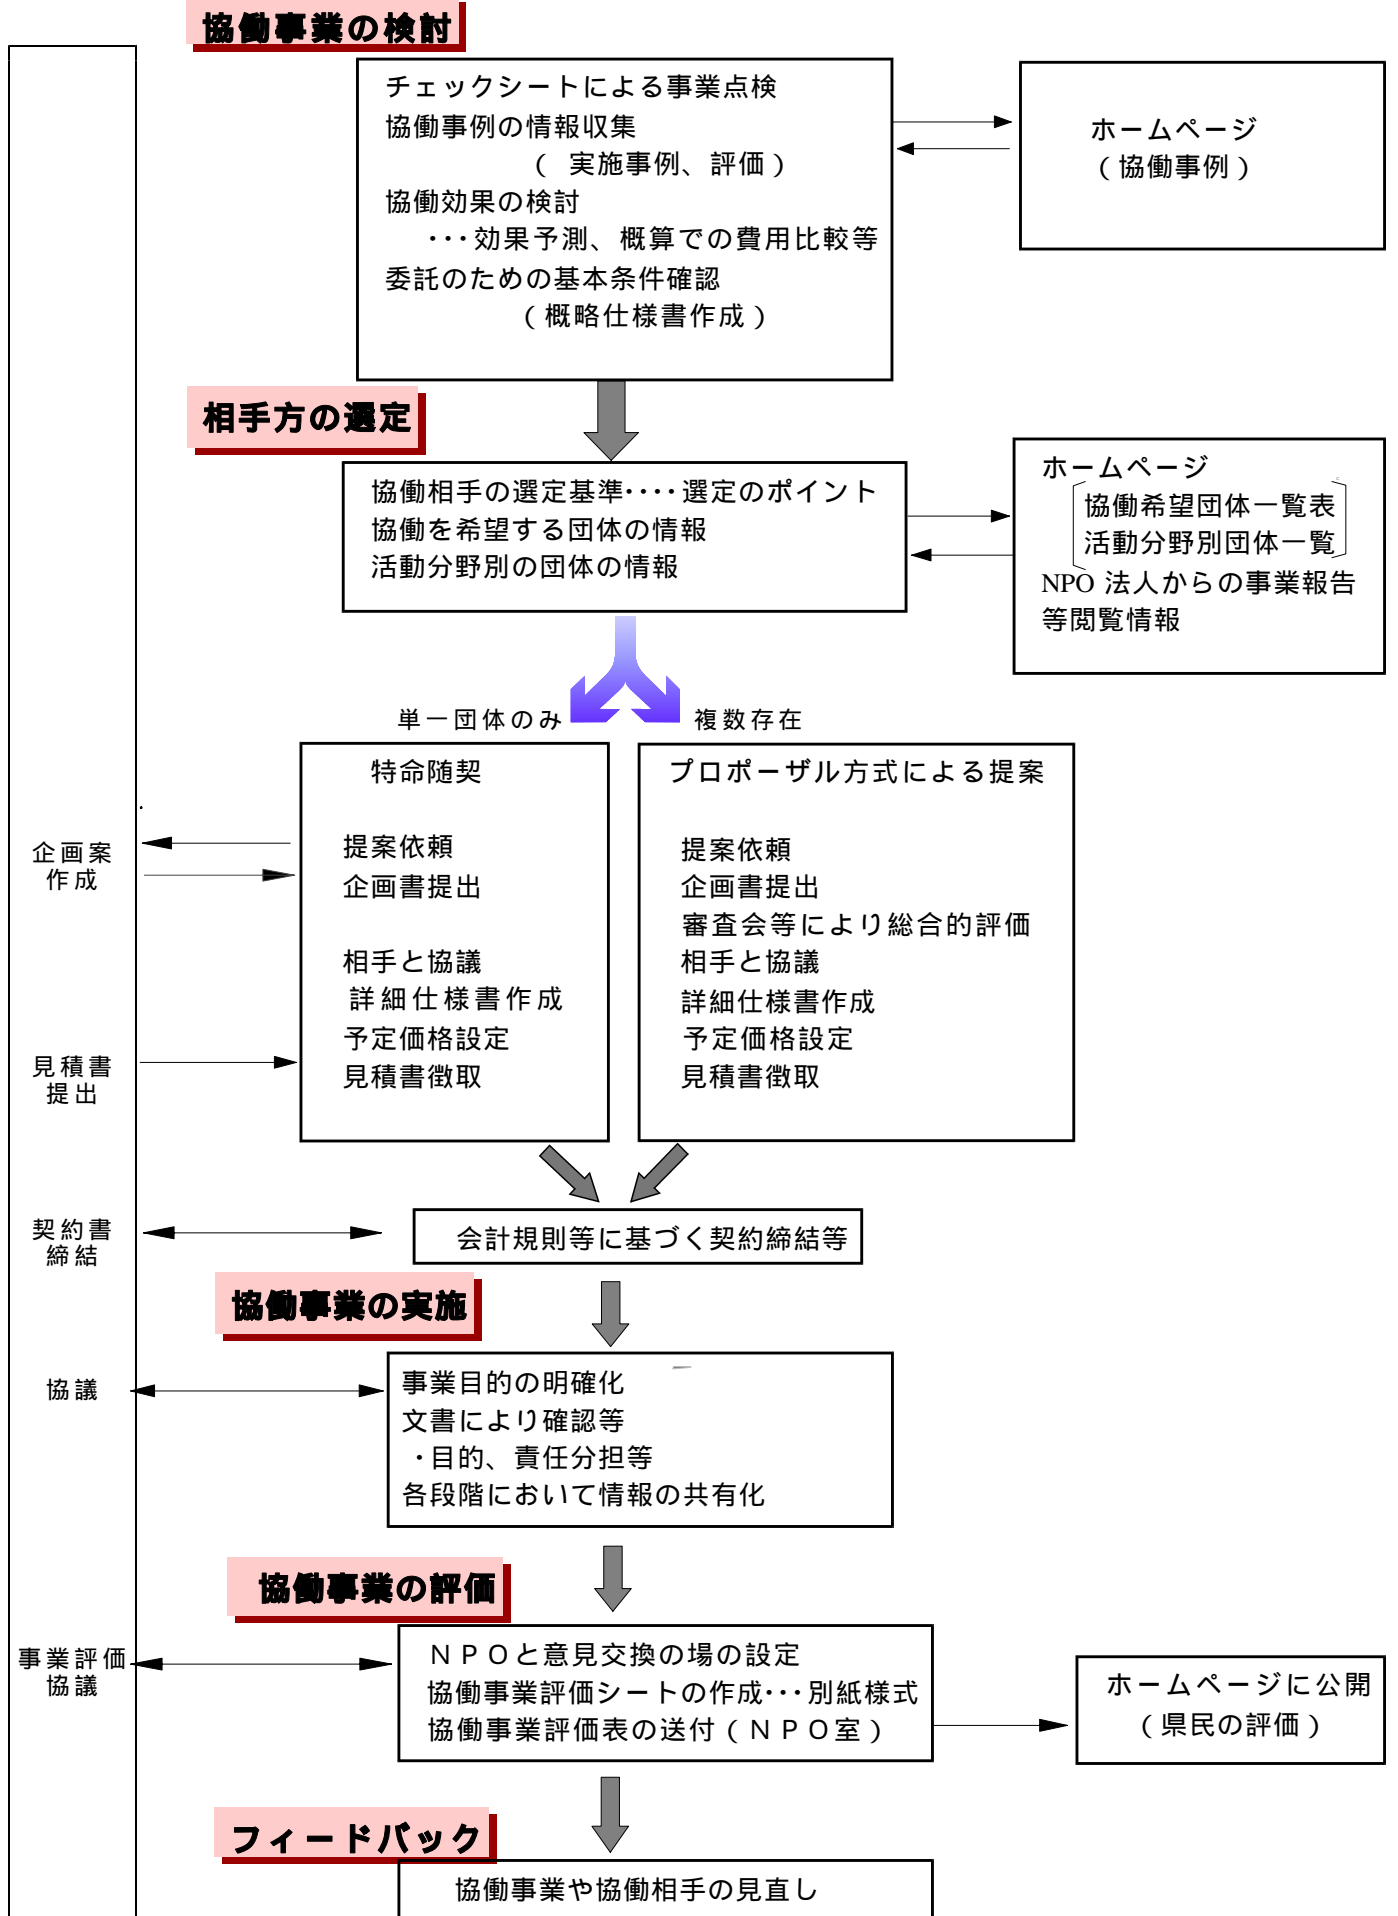 協働事業の検討
チェックシートによる事業点検
協働事例の情報収集
( 実施事例、評価 )
協働効果の検討
・・・効果予測、概算での費用比較等
委託のための基本条件確認
( 概略仕様書作成 )
ホームページ
( 協働事例 )
相手方の選定
協働相手の選定基準・・・・選定のポイント
協働を希望する団体の情報
活動分野別の団体の情報
ホームページ
協働希望団体一覧表
活動分野別団体一覧
NPO 法人からの事業報告
等閲覧情報
単一団体のみ
複数存在
特命随契
提案依頼
企画書提出
相手と協議
詳細仕様書作成
予定価格設定
見積書徴取
プロポーザル方式による提案
提案依頼
企画書提出
審査会等により総合的評価
相手と協議
詳細仕様書作成
予定価格設定
見積書徴取
企画案
作成
見積書
提出
契約書
締結
会計規則等に基づく契約締結等
協働事業の実施
協議
事業目的の明確化
文書により確認等
・目的、責任分担等
各段階において情報の共有化
協働事業の評価
事業評価
協議
NPOと意見交換の場の設定
協働事業評価シートの作成・・・別紙様式
協働事業評価表の送付 ( NPO室 )
ホームページに公開
( 県民の評価 )
フィードバック
協働事業や協働相手の見直し